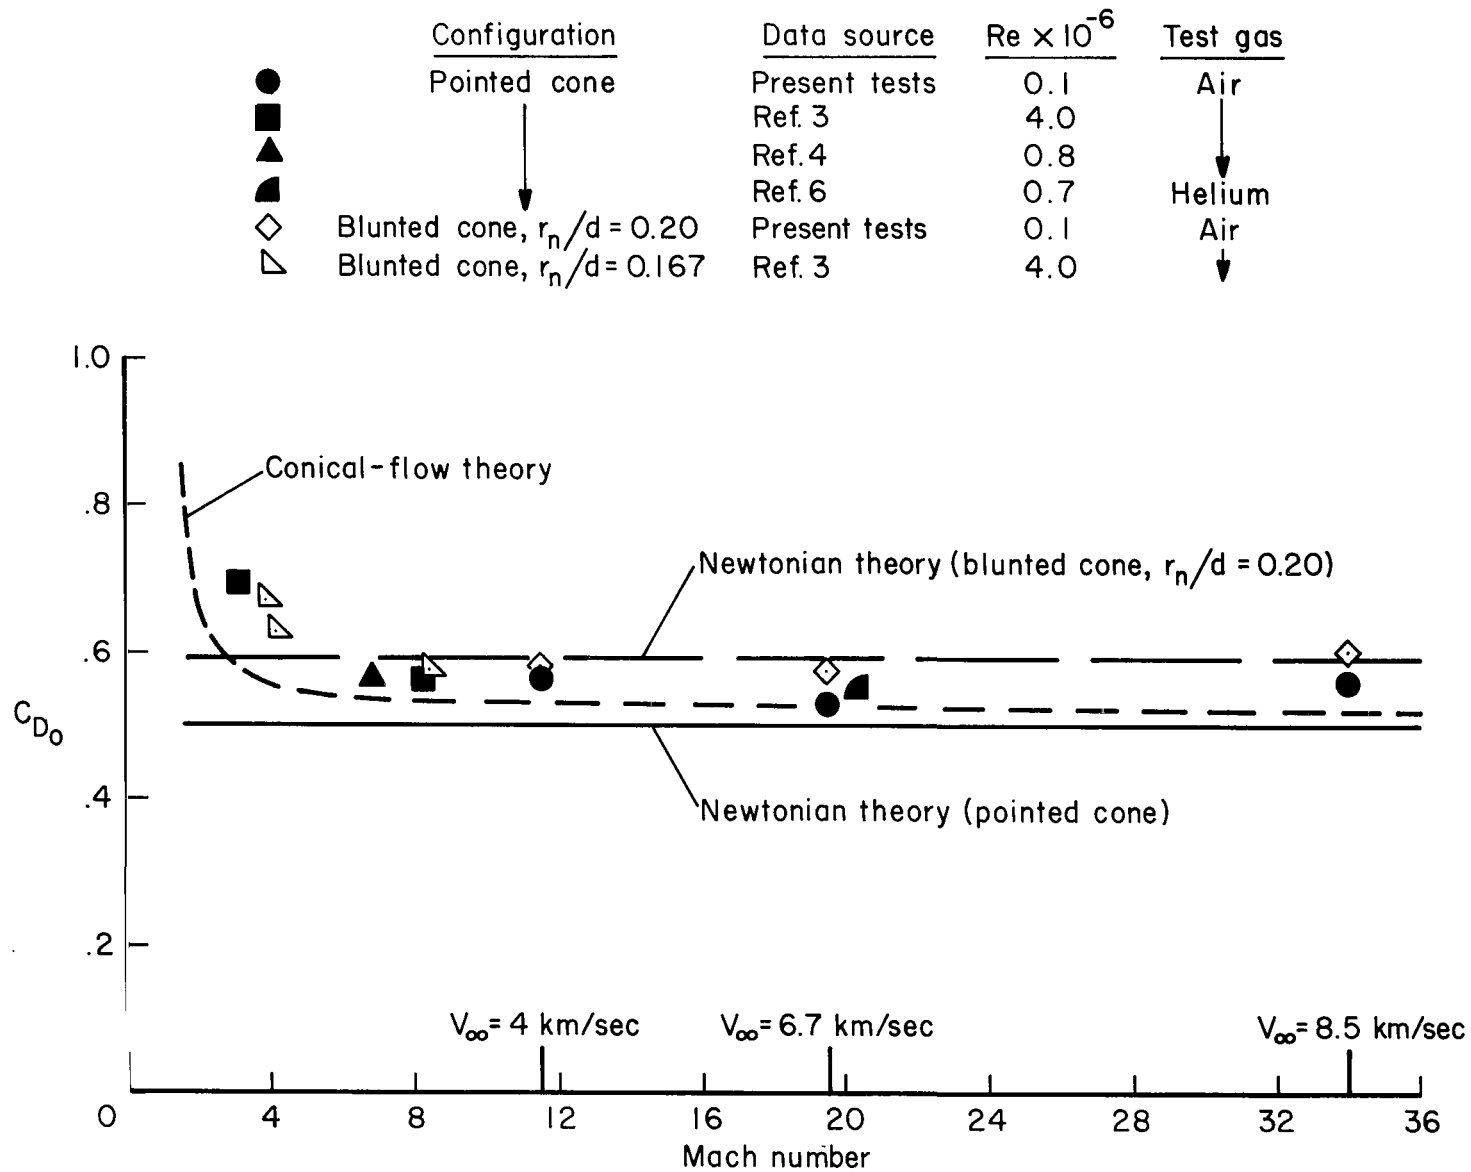 Configuration Data source Re × 10⁻⁶ Test gas
Pointed cone Present tests 0.1 Air
Ref. 3 4.0
Ref. 4 0.8
Ref. 6 0.7 Helium
Blunted cone, rₙ/d = 0.20 Present tests 0.1 Air
Blunted cone, rₙ/d = 0.167 Ref. 3 4.0
1.0
Conical-flow theory
.8
Newtonian theory (blunted cone, rₙ/d = 0.20)
.6
C_D₀
Newtonian theory (pointed cone)
.4
.2
V∞ = 4 km/sec V∞ = 6.7 km/sec V∞ = 8.5 km/sec
0 4 8 12 16 20 24 28 32 36
Mach number